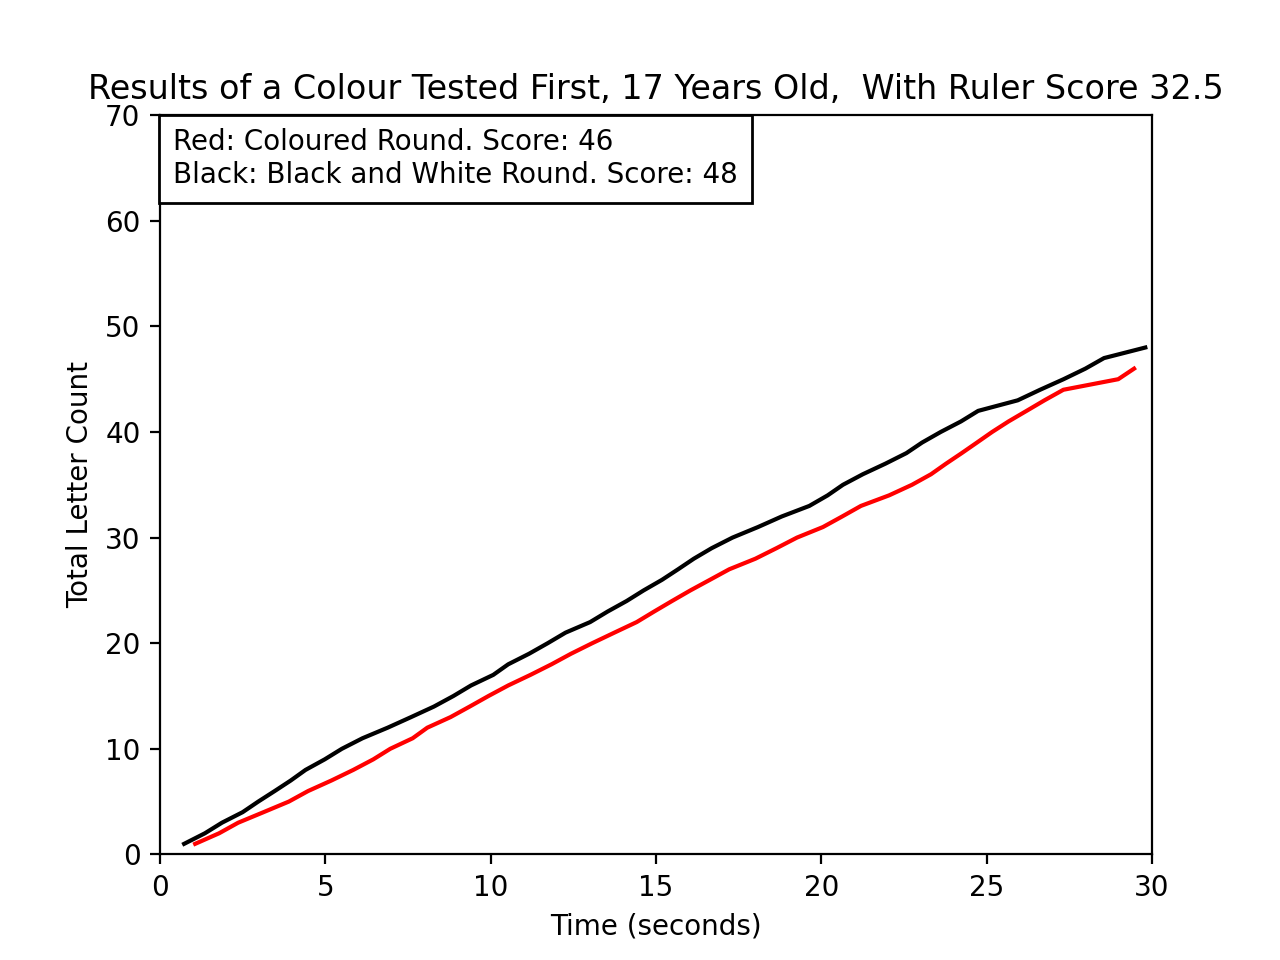 Results of a Colour Tested First, 17 Years Old,  With Ruler Score 32.5
Red: Coloured Round. Score: 46
Black: Black and White Round. Score: 48
70
60
50
40
30
20
10
0
Total Letter Count
0 5 10 15 20 25 30
Time (seconds)